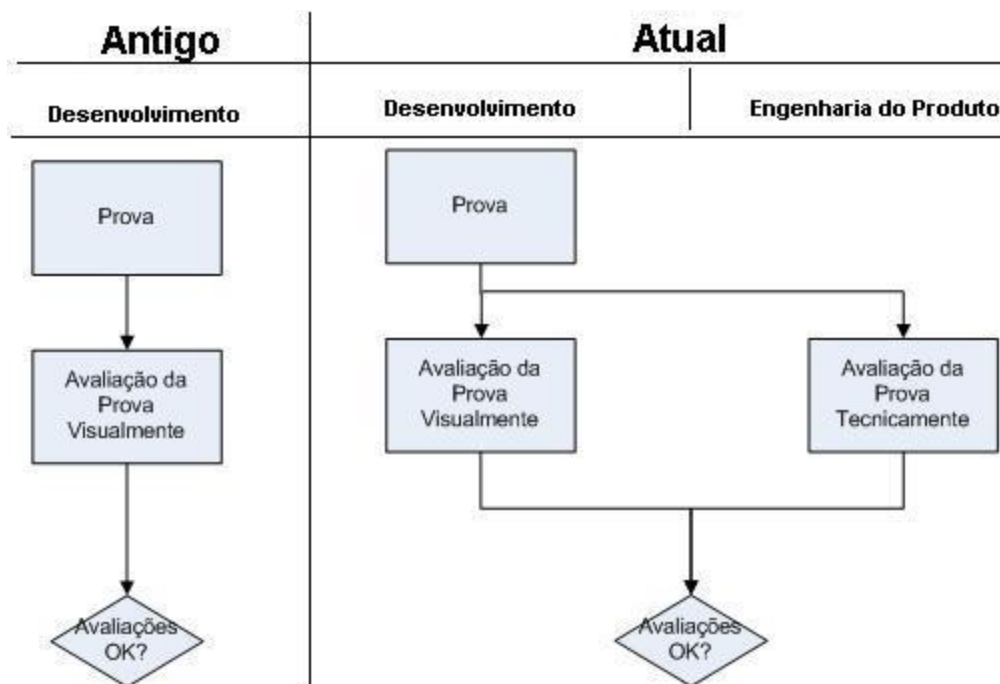 Antigo
Atual
Desenvolvimento
Desenvolvimento
Engenharia do Produto
Prova
Avaliação da
Prova
Visualmente
Avaliações
OK?
Prova
Avaliação da
Prova
Visualmente
Avaliação da
Prova
Tecnicamente
Avaliações
OK?